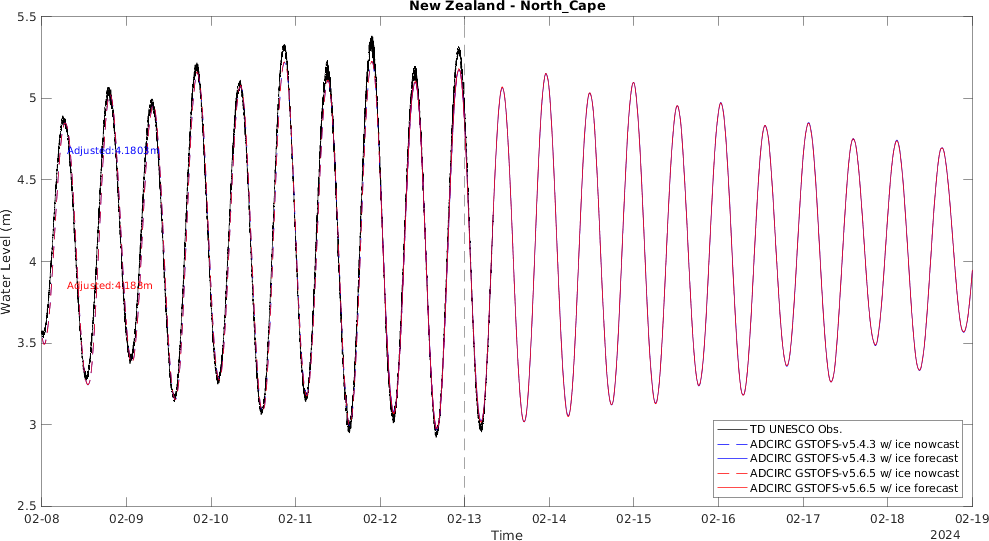 New Zealand - North_Cape
5.5
5
4.5
4
3.5
3
2.5
Water Level (m)
Adjusted:4.1803m
Adjusted:4.188m
TD UNESCO Obs.
ADCIRC GSTOFS-v5.4.3 w/ ice nowcast
ADCIRC GSTOFS-v5.4.3 w/ ice forecast
ADCIRC GSTOFS-v5.6.5 w/ ice nowcast
ADCIRC GSTOFS-v5.6.5 w/ ice forecast
02-08 02-09 02-10 02-11 02-12 02-13 02-14 02-15 02-16 02-17 02-18 02-19
Time
2024